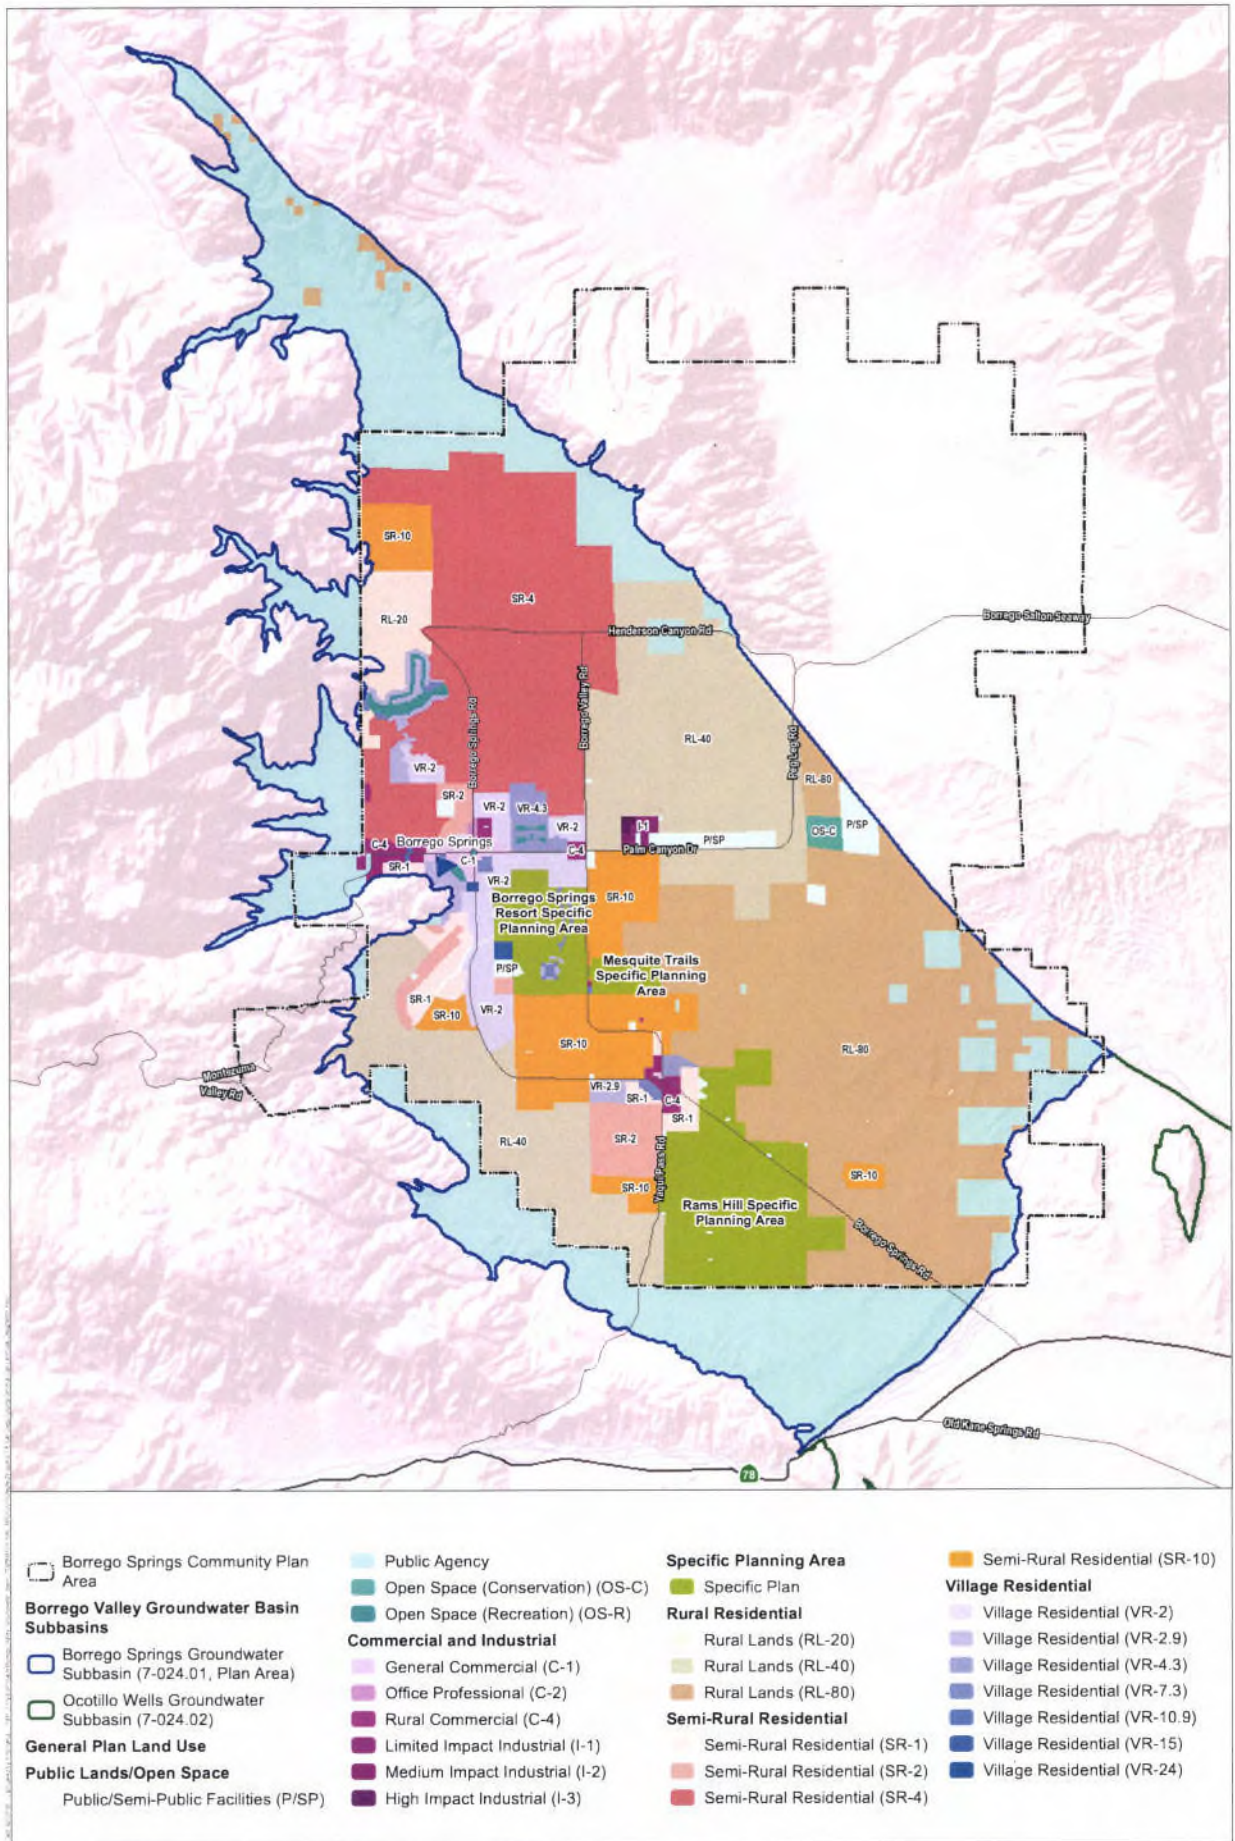 SR-10
SR-4
RL-20
Henderson Canyon Rd
Borrego Salton Seaway
Borrego Springs Rd
Borrego Valley Rd
Peg Leg Rd
RL-40
VR-2
RL-80
SR-2
VR-2
VR-4.3
VR-2
I-1
P/SP
OS-C
P/SP
C-4
Borrego Springs
C-4
Palm Canyon Dr
SR-1
C-1
VR-2
SR-10
Borrego Springs
Resort Specific
Planning Area
Mesquite Trails
Specific Planning
Area
P/SP
SR-1
SR-10
VR-2
SR-10
RL-80
Montezuma
Valley Rd
VR-2.9
SR-1
C-4
SR-1
RL-40
SR-2
Yaqui Pass Rd
SR-10
SR-10
Rams Hill Specific
Planning Area
Borrego Springs Rd
Old Kane Springs Rd
78
Borrego Springs Community Plan
Area
Borrego Valley Groundwater Basin
Subbasins
Borrego Springs Groundwater
Subbasin (7-024.01, Plan Area)
Ocotillo Wells Groundwater
Subbasin (7-024.02)
General Plan Land Use
Public Lands/Open Space
Public/Semi-Public Facilities (P/SP)
Public Agency
Open Space (Conservation) (OS-C)
Open Space (Recreation) (OS-R)
Commercial and Industrial
General Commercial (C-1)
Office Professional (C-2)
Rural Commercial (C-4)
Limited Impact Industrial (I-1)
Medium Impact Industrial (I-2)
High Impact Industrial (I-3)
Specific Planning Area
Specific Plan
Rural Residential
Rural Lands (RL-20)
Rural Lands (RL-40)
Rural Lands (RL-80)
Semi-Rural Residential
Semi-Rural Residential (SR-1)
Semi-Rural Residential (SR-2)
Semi-Rural Residential (SR-4)
Semi-Rural Residential (SR-10)
Village Residential
Village Residential (VR-2)
Village Residential (VR-2.9)
Village Residential (VR-4.3)
Village Residential (VR-7.3)
Village Residential (VR-10.9)
Village Residential (VR-15)
Village Residential (VR-24)